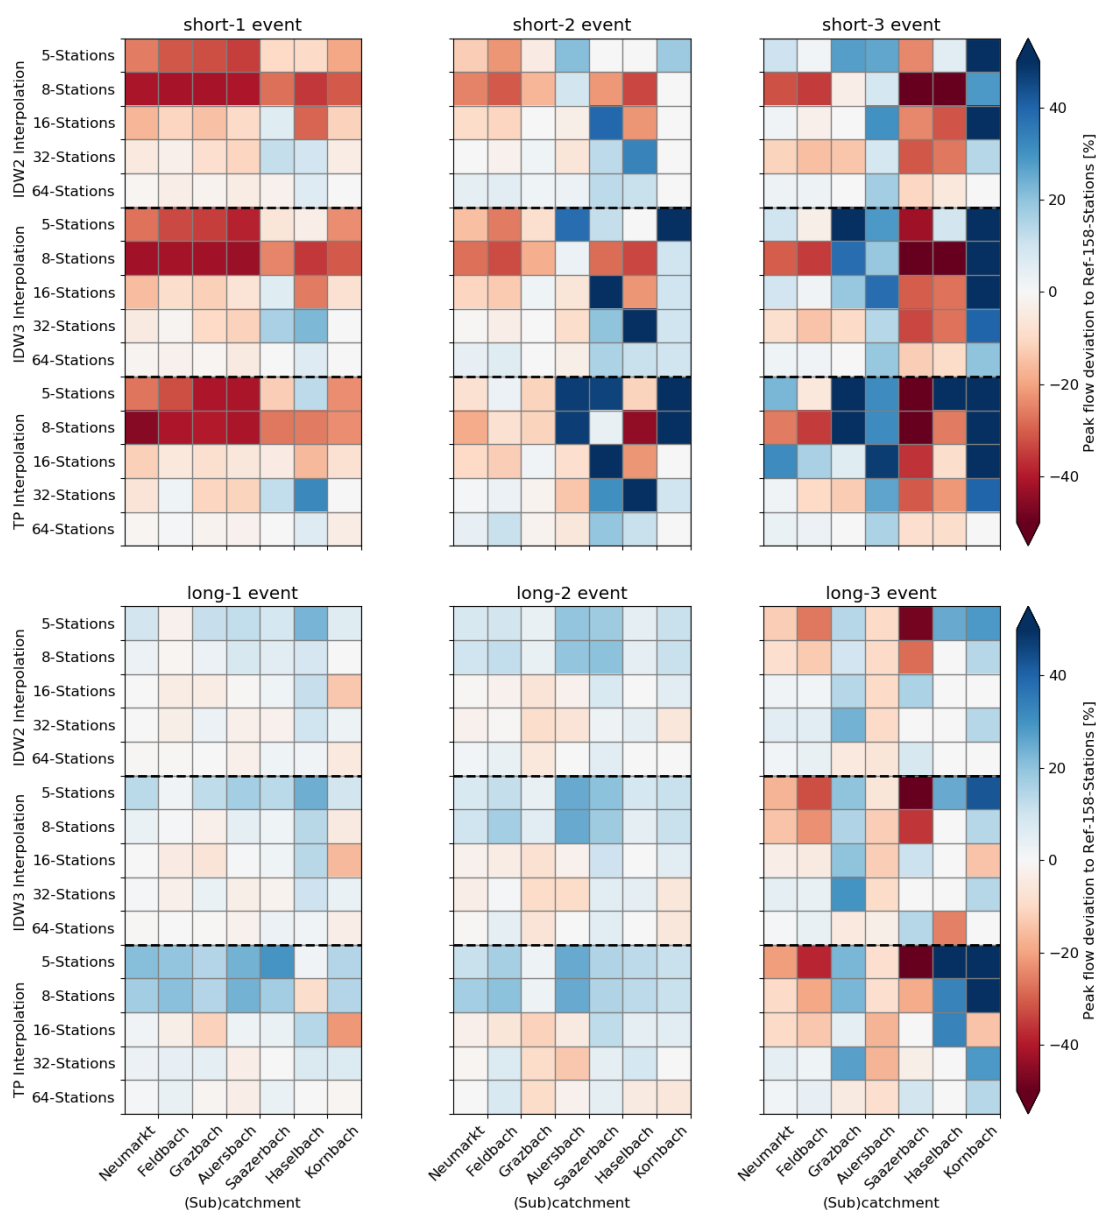 short-1 event
short-2 event
short-3 event
IDW2 Interpolation
5-Stations
8-Stations
16-Stations
32-Stations
64-Stations
IDW3 Interpolation
5-Stations
8-Stations
16-Stations
32-Stations
64-Stations
TP Interpolation
5-Stations
8-Stations
16-Stations
32-Stations
64-Stations
40
20
0
−20
−40
Peak flow deviation to Ref-158-Stations [%]
long-1 event
long-2 event
long-3 event
IDW2 Interpolation
5-Stations
8-Stations
16-Stations
32-Stations
64-Stations
IDW3 Interpolation
5-Stations
8-Stations
16-Stations
32-Stations
64-Stations
TP Interpolation
5-Stations
8-Stations
16-Stations
32-Stations
64-Stations
40
20
0
−20
−40
Peak flow deviation to Ref-158-Stations [%]
Neumarkt
Feldbach
Grazbach
Auersbach
Saazerbach
Haselbach
Kornbach
(Sub)catchment
Neumarkt
Feldbach
Grazbach
Auersbach
Saazerbach
Haselbach
Kornbach
(Sub)catchment
Neumarkt
Feldbach
Grazbach
Auersbach
Saazerbach
Haselbach
Kornbach
(Sub)catchment